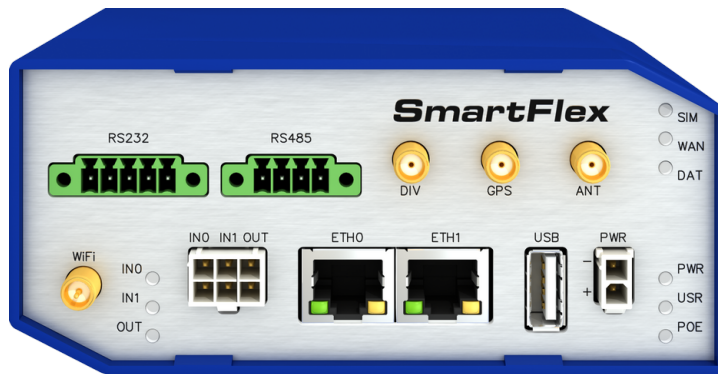 SmartFlex
SIM
WAN
DAT
RS232
RS485
DIV
GPS
ANT
WiFi
IN0
IN1
OUT
IN0 IN1 OUT
ETH0
ETH1
USB
PWR
−
+
PWR
USR
POE